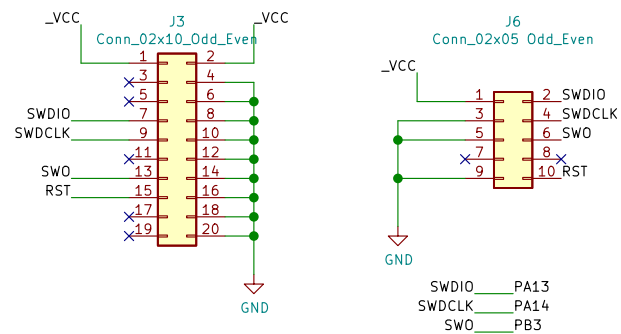 _VCC J3 _VCC
Conn_02x10_Odd_Even
1 2
3 4
5 6
SWDIO 7 8
SWDCLK 9 10
11 12
SWO 13 14
RST 15 16
17 18
19 20
GND
J6
Conn_02x05 Odd_Even
_VCC
1 2 SWDIO
3 4 SWDCLK
5 6 SWO
7 8
9 10 RST
GND
SWDIO PA13
SWDCLK PA14
SWO PB3